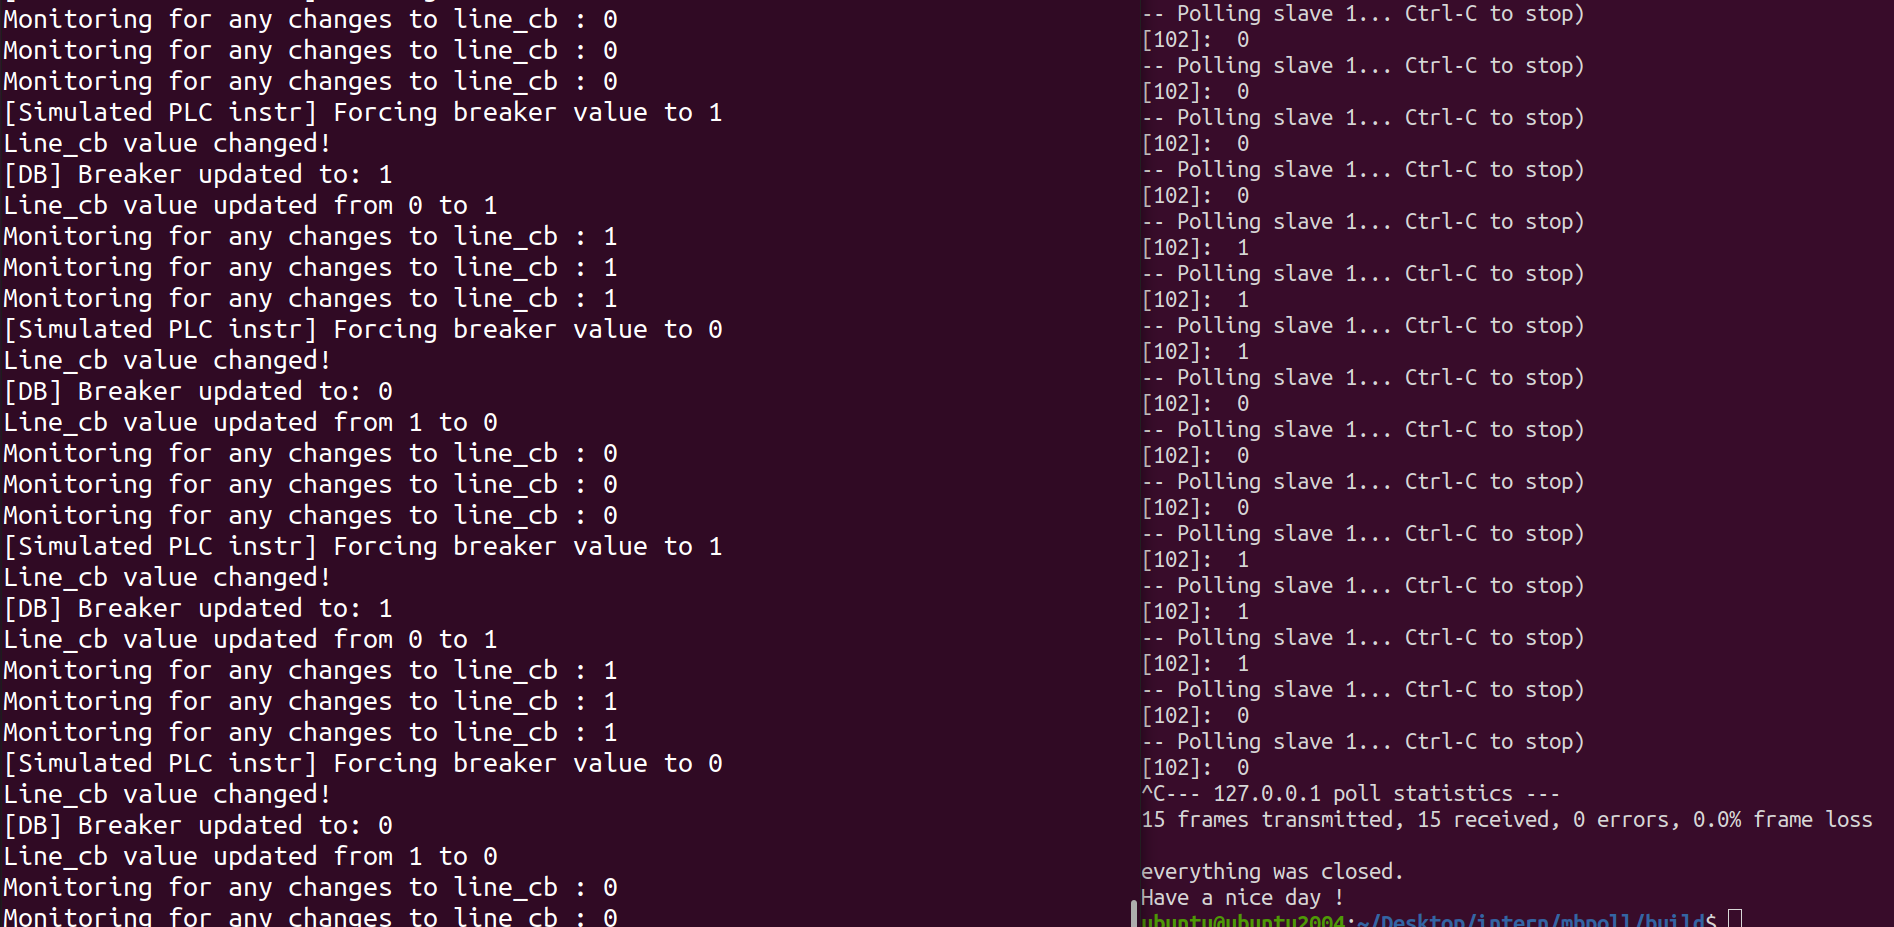 Monitoring for any changes to line_cb : 0
Monitoring for any changes to line_cb : 0
Monitoring for any changes to line_cb : 0
[Simulated PLC instr] Forcing breaker value to 1
Line_cb value changed!
[DB] Breaker updated to: 1
Line_cb value updated from 0 to 1
Monitoring for any changes to line_cb : 1
Monitoring for any changes to line_cb : 1
Monitoring for any changes to line_cb : 1
[Simulated PLC instr] Forcing breaker value to 0
Line_cb value changed!
[DB] Breaker updated to: 0
Line_cb value updated from 1 to 0
Monitoring for any changes to line_cb : 0
Monitoring for any changes to line_cb : 0
Monitoring for any changes to line_cb : 0
[Simulated PLC instr] Forcing breaker value to 1
Line_cb value changed!
[DB] Breaker updated to: 1
Line_cb value updated from 0 to 1
Monitoring for any changes to line_cb : 1
Monitoring for any changes to line_cb : 1
Monitoring for any changes to line_cb : 1
[Simulated PLC instr] Forcing breaker value to 0
Line_cb value changed!
[DB] Breaker updated to: 0
Line_cb value updated from 1 to 0
Monitoring for any changes to line_cb : 0
Monitoring for any changes to line_cb : 0
-- Polling slave 1... Ctrl-C to stop)
[102]:  0
-- Polling slave 1... Ctrl-C to stop)
[102]:  0
-- Polling slave 1... Ctrl-C to stop)
[102]:  0
-- Polling slave 1... Ctrl-C to stop)
[102]:  0
-- Polling slave 1... Ctrl-C to stop)
[102]:  1
-- Polling slave 1... Ctrl-C to stop)
[102]:  1
-- Polling slave 1... Ctrl-C to stop)
[102]:  1
-- Polling slave 1... Ctrl-C to stop)
[102]:  0
-- Polling slave 1... Ctrl-C to stop)
[102]:  0
-- Polling slave 1... Ctrl-C to stop)
[102]:  0
-- Polling slave 1... Ctrl-C to stop)
[102]:  1
-- Polling slave 1... Ctrl-C to stop)
[102]:  1
-- Polling slave 1... Ctrl-C to stop)
[102]:  1
-- Polling slave 1... Ctrl-C to stop)
[102]:  0
-- Polling slave 1... Ctrl-C to stop)
[102]:  0
^C--- 127.0.0.1 poll statistics ---
15 frames transmitted, 15 received, 0 errors, 0.0% frame loss
everything was closed.
Have a nice day !
ubuntu@ubuntu2004:~/Desktop/intern/mbpoll/build$